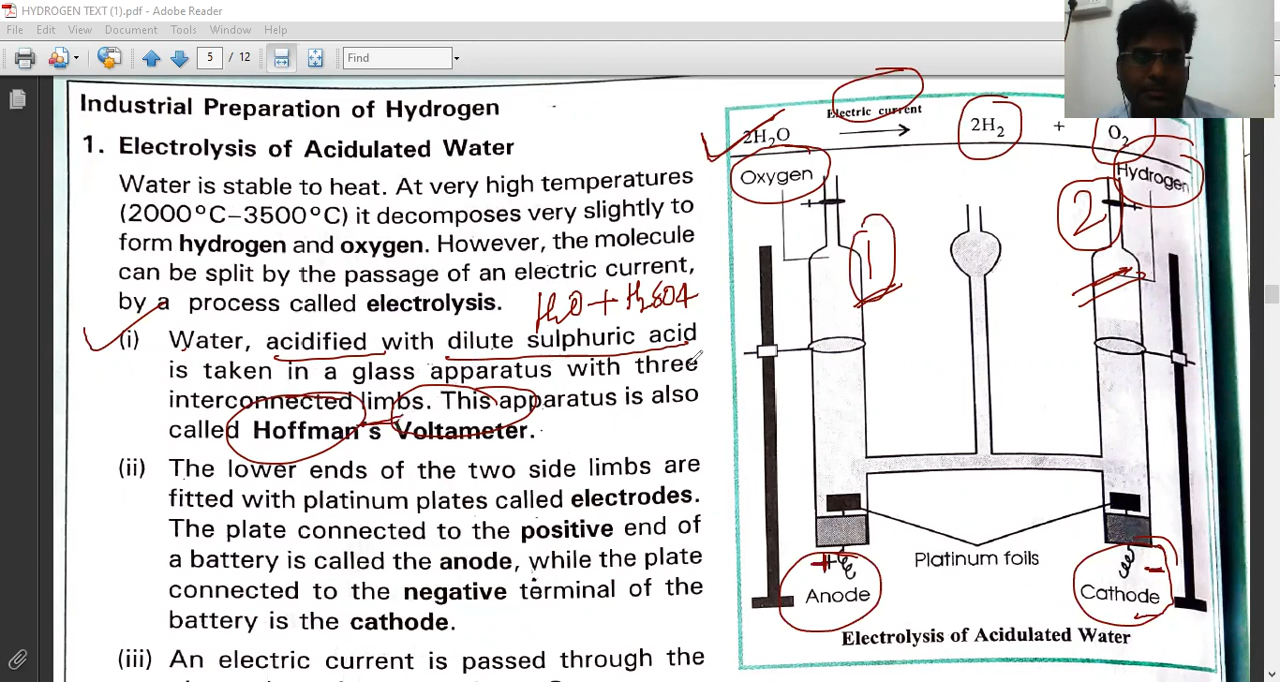 HYDROGEN TEXT (1).pdf - Adobe Reader
File Edit View Document Tools Window Help
5 / 12 Find
Industrial Preparation of Hydrogen
1. Electrolysis of Acidulated Water
Water is stable to heat. At very high temperatures
(2000°C–3500°C) it decomposes very slightly to
form hydrogen and oxygen. However, the molecule
can be split by the passage of an electric current,
by a process called electrolysis.
H2O + H2SO4
(i) Water, acidified with dilute sulphuric acid
is taken in a glass apparatus with three
interconnected limbs. This apparatus is also
called Hoffman's Voltameter.
(ii) The lower ends of the two side limbs are
fitted with platinum plates called electrodes.
The plate connected to the positive end of
a battery is called the anode, while the plate
connected to the negative terminal of the
battery is the cathode.
(iii) An electric current is passed through the
Electric current
2H2O → 2H2 + O2
Oxygen
Hydrogen
1
2
Platinum foils
+
-
Anode
Cathode
Electrolysis of Acidulated Water